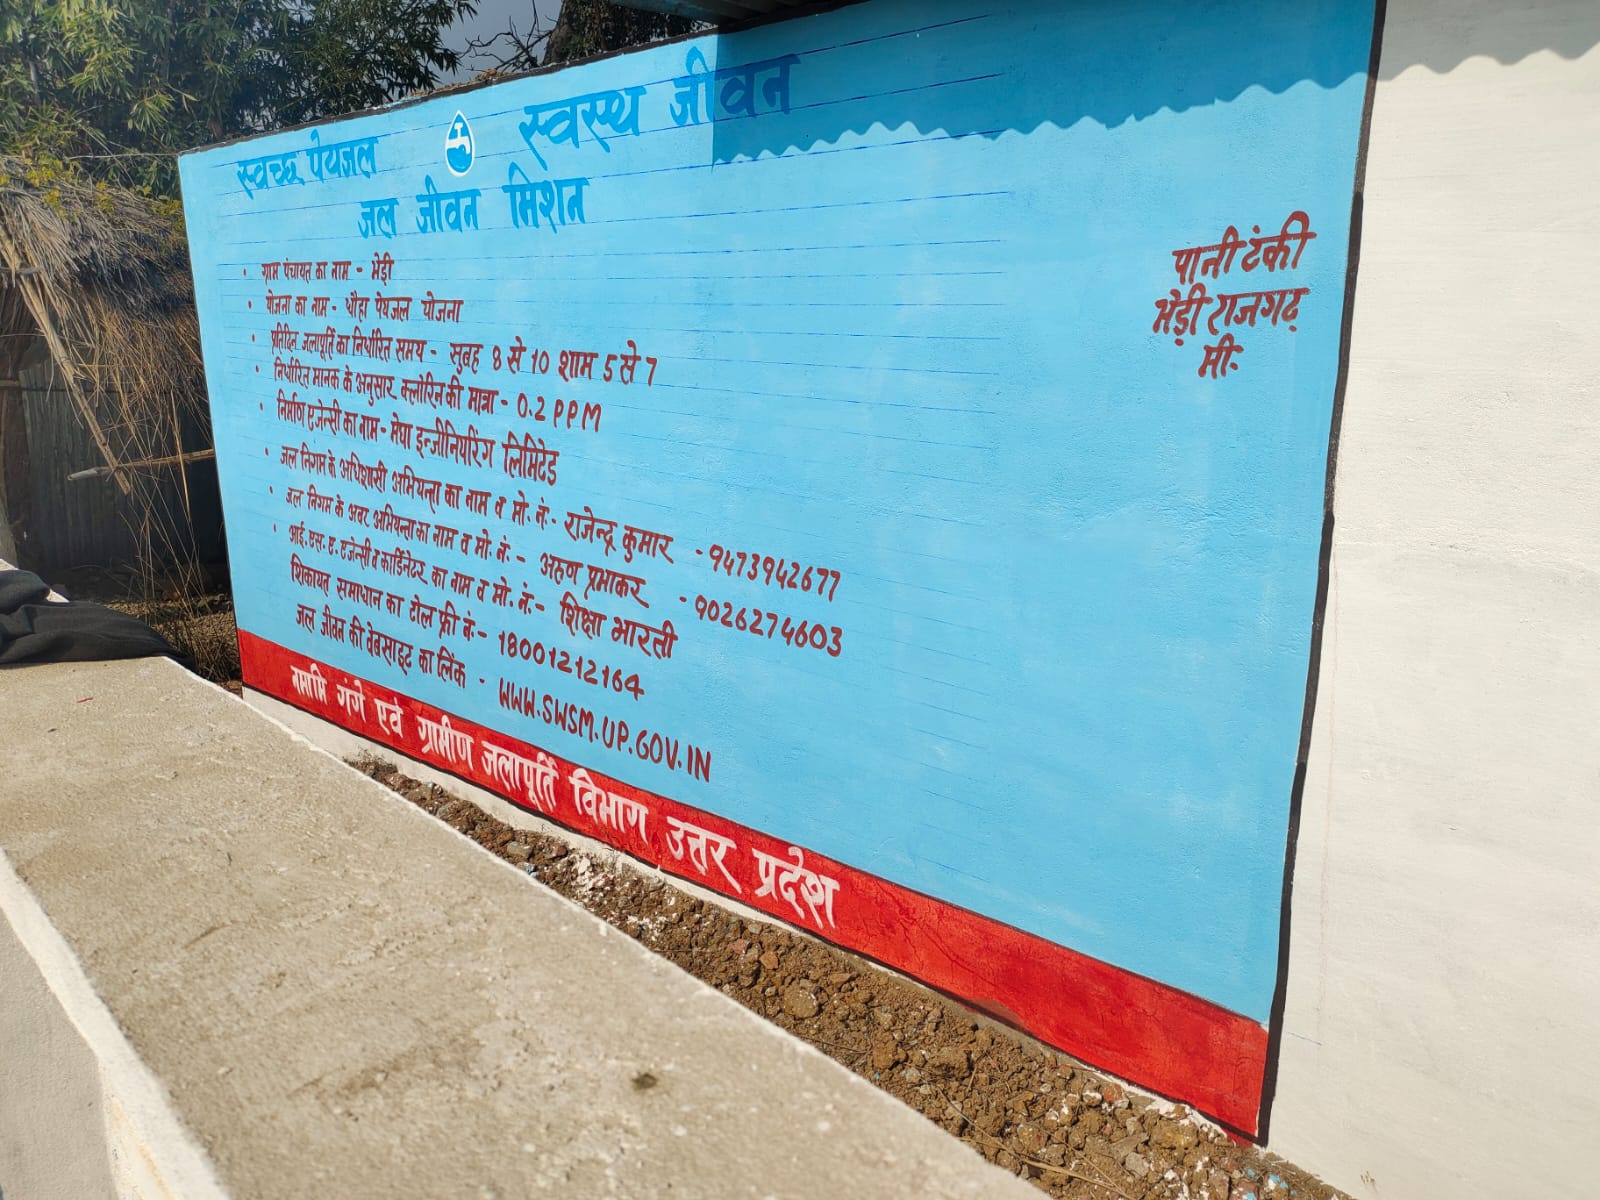 स्वच्छ पेयजल स्वस्थ जीवन
जल जीवन मिशन
• ग्राम पंचायत का नाम - भेड़ी
• योजना का नाम - धौहा पेयजल योजना
• प्रतिदिन जलापूर्ति का निर्धारित समय - सुबह 8 से 10 शाम 5 से 7
• निर्धारित मानक के अनुसार क्लोरिन की मात्रा - 0.2 PPM
• निर्माण एजेन्सी का नाम - मेघा इन्जीनियरिंग लिमिटेड
• जल निगम के अधिशासी अभियन्ता का नाम व मो. नं:- राजेन्द्र कुमार - 9473942677
• जल निगम के अवर अभियन्ता का नाम व मो. नं. - अरुण प्रभाकर - 9026274603
• आई. एस. ए. एजेन्सी व कार्डिनेटर का नाम व मो. नं:- शिक्षा भारती
शिकायत समाधान का टोल फ्री नं:- 18001212164
जल जीवन की वेबसाइट का लिंक - WWW.SWSM.UP.GOV.IN
नमामि गंगे एवं ग्रामीण जलापूर्ति विभाग उत्तर प्रदेश
पानी टंकी
भेड़ी राजगढ़
मी.